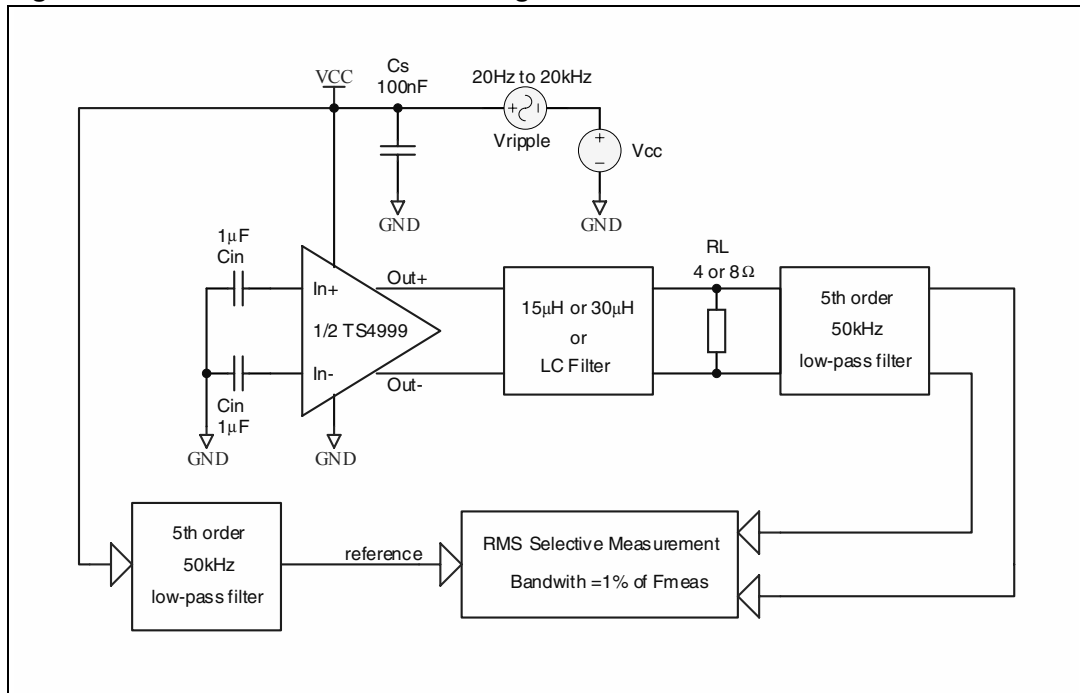 VCC
Cs
100nF
20Hz to 20kHz
Vripple
Vcc
GND
GND
1μF
Cin
In+
1/2 TS4999
In-
Out+
Out-
Cin
1μF
GND
GND
15μH or 30μH
or
LC Filter
RL
4 or 8Ω
5th order
50kHz
low-pass filter
5th order
50kHz
low-pass filter
reference
RMS Selective Measurement
Bandwith =1% of Fmeas